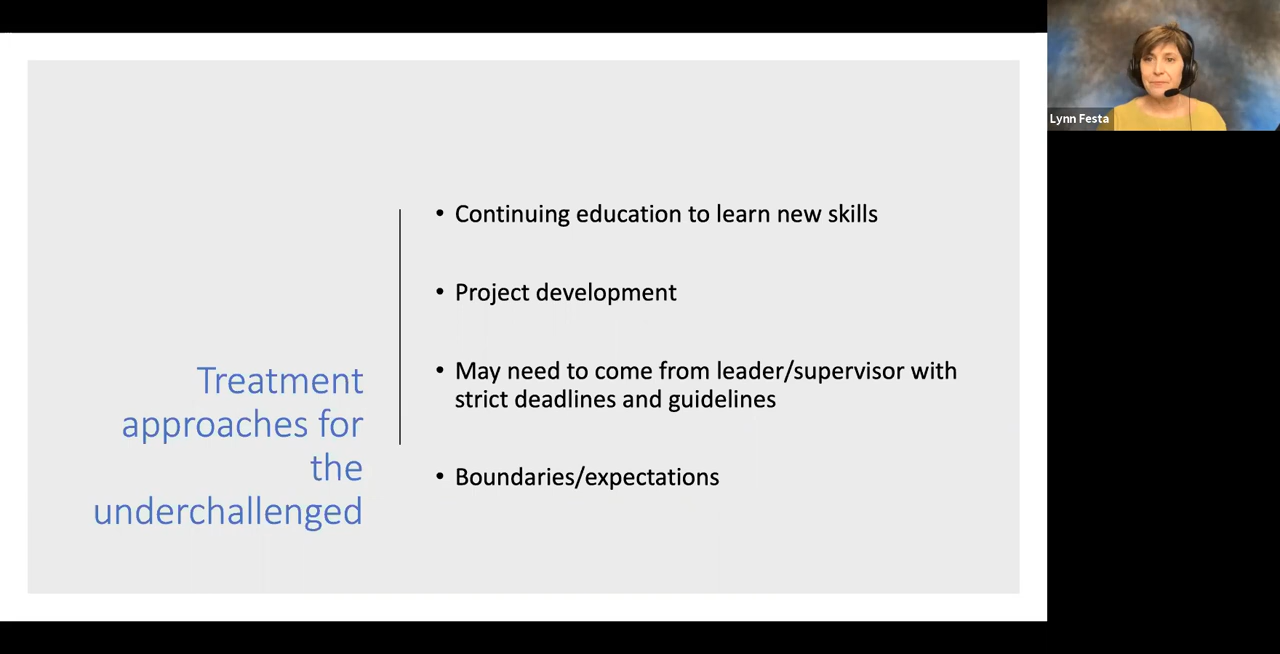 Treatment
approaches for
the
underchallenged
• Continuing education to learn new skills
• Project development
• May need to come from leader/supervisor with
strict deadlines and guidelines
• Boundaries/expectations
Lynn Festa